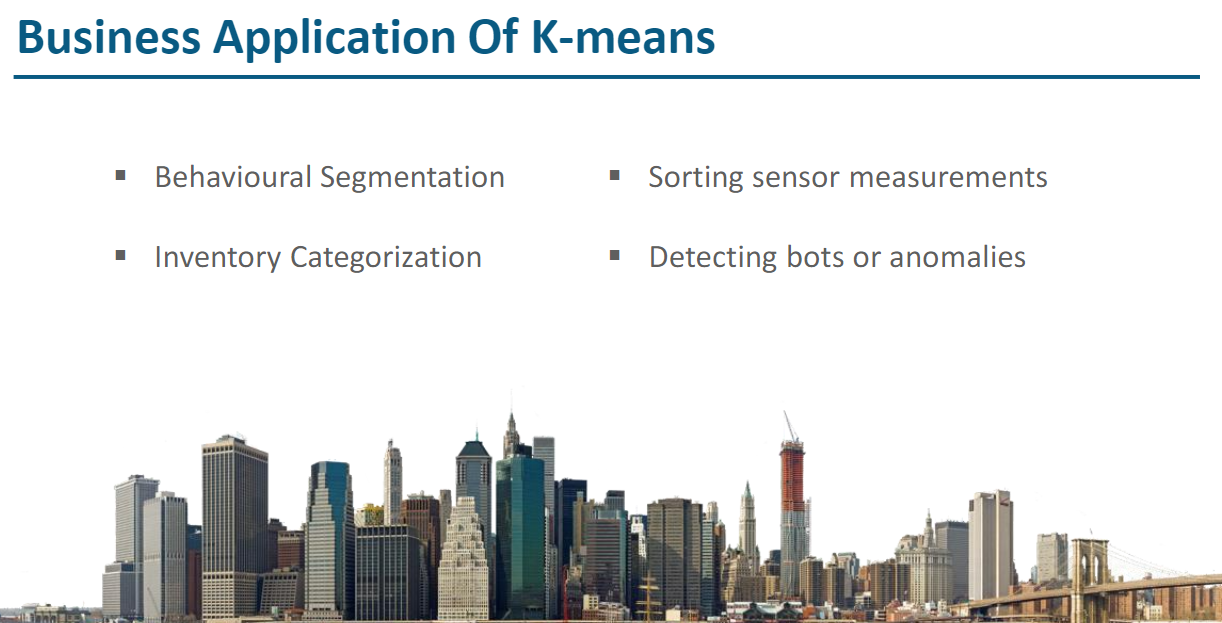 Business Application Of K-means
▪ Behavioural Segmentation
▪ Inventory Categorization
▪ Sorting sensor measurements
▪ Detecting bots or anomalies